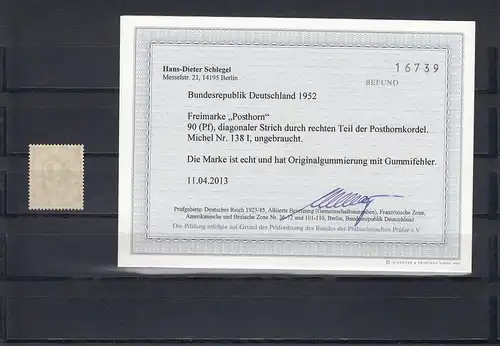 Hans-Dieter Schlegel
Messelstr. 21, 14195 Berlin
16739
BEFUND
Bundesrepublik Deutschland 1952
Freimarke „Posthorn“
90 (Pf), diagonaler Strich durch rechten Teil der Posthornkordel.
Michel Nr. 138 I, ungebraucht.
Die Marke ist echt und hat Originalgummierung mit Gummifehler.
11.04.2013
Prüfgebiete: Deutsches Reich 1923/45, Alliierte Besetzung (Gemeinschaftsausgaben), Französische Zone,
Amerikanische und Britische Zone Nr. 16-72 und 101-110, Berlin, Bundesrepublik Deutschland
Die Prüfung erfolgte auf Grund der Prüfordnung des Bundes der Philatelistischen Prüfer e.V.